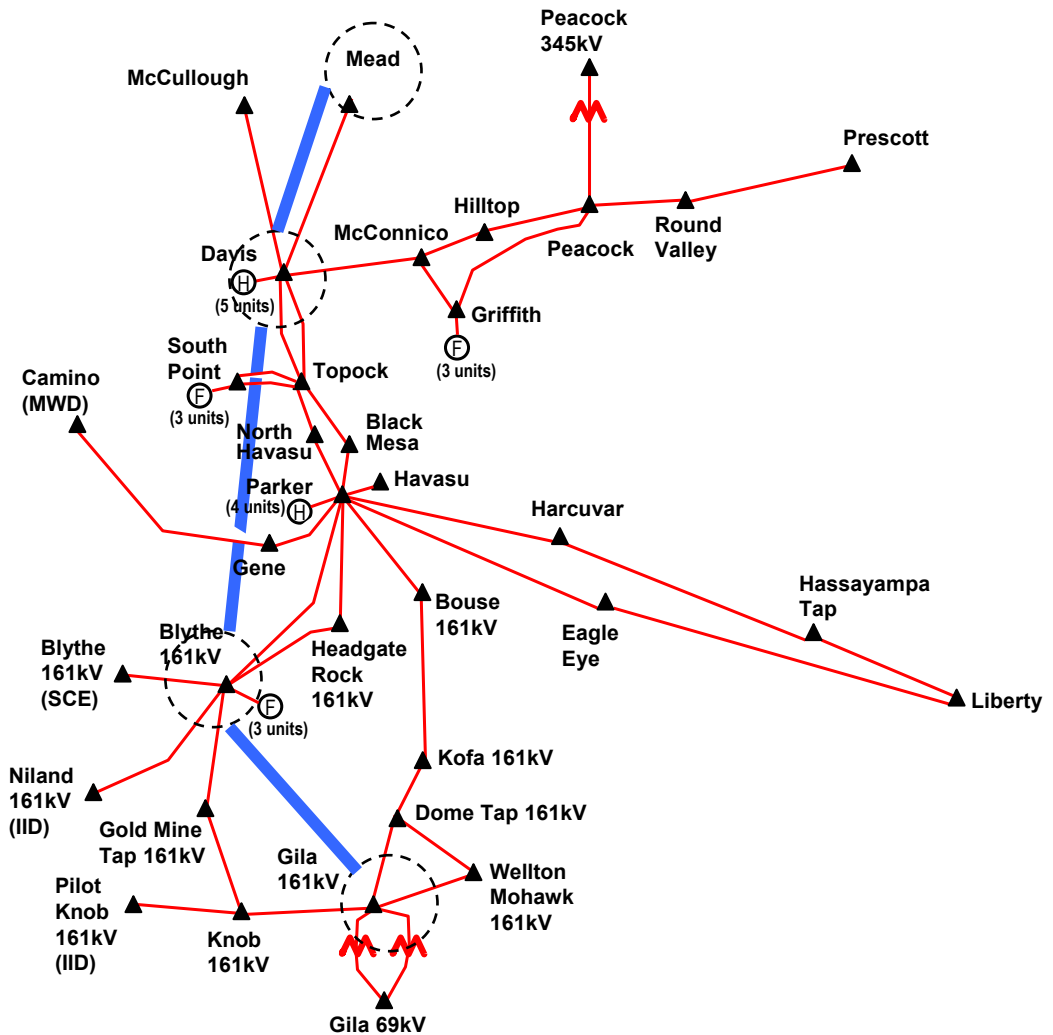 Peacock
345kV
Mead
McCullough
Prescott
Hilltop
McConnico
Peacock
Round
Valley
Davis
H
(5 units)
Griffith
F
(3 units)
South
Point
Topock
F
(3 units)
Camino
(MWD)
Black
Mesa
North
Havasu
Havasu
Parker
(4 units)
H
Harcuvar
Gene
Hassayampa
Tap
Bouse
161kV
Eagle
Eye
Blythe
161kV
Headgate
Rock
161kV
Blythe
161kV
(SCE)
F
(3 units)
Liberty
Kofa 161kV
Niland
161kV
(IID)
Gold Mine
Tap 161kV
Dome Tap 161kV
Gila
161kV
Wellton
Mohawk
161kV
Pilot
Knob
161kV
(IID)
Knob
161kV
Gila 69kV